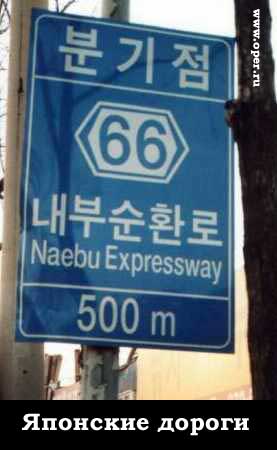 www.oper.ru
분기점
66
내부순환로
Naebu Expressway
500 m
Японские дороги